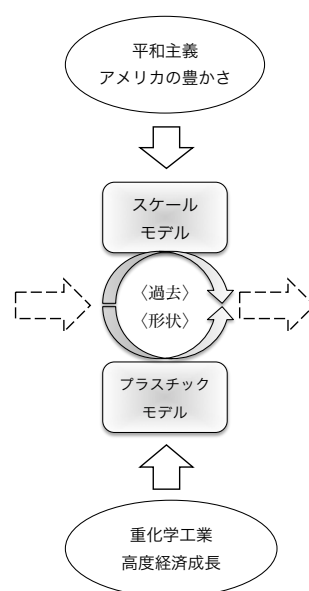 平和主義
アメリカの豊かさ
スケール
モデル
〈過去〉
〈形状〉
プラスチック
モデル
重化学工業
高度経済成長